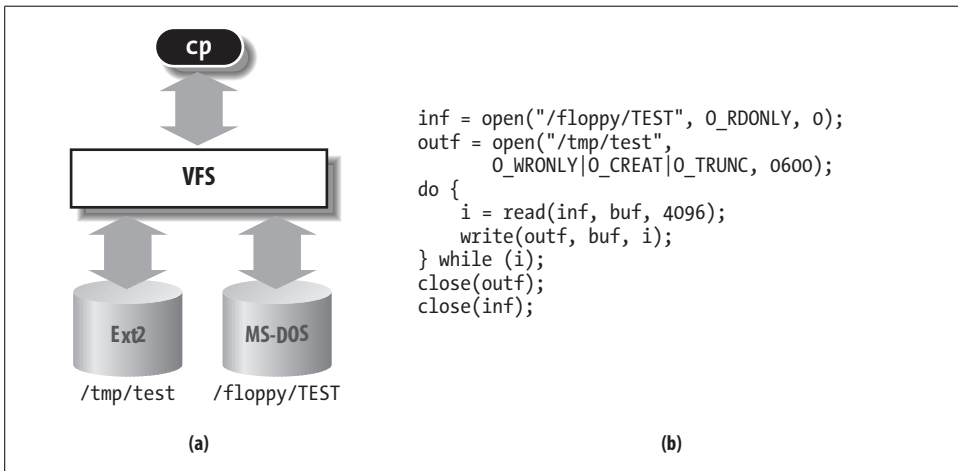 cp
VFS
Ext2
MS-DOS
/tmp/test
/floppy/TEST
(a)
inf = open("/floppy/TEST", O_RDONLY, 0);
outf = open("/tmp/test",
        O_WRONLY|O_CREAT|O_TRUNC, 0600);
do {
    i = read(inf, buf, 4096);
    write(outf, buf, i);
} while (i);
close(outf);
close(inf);
(b)